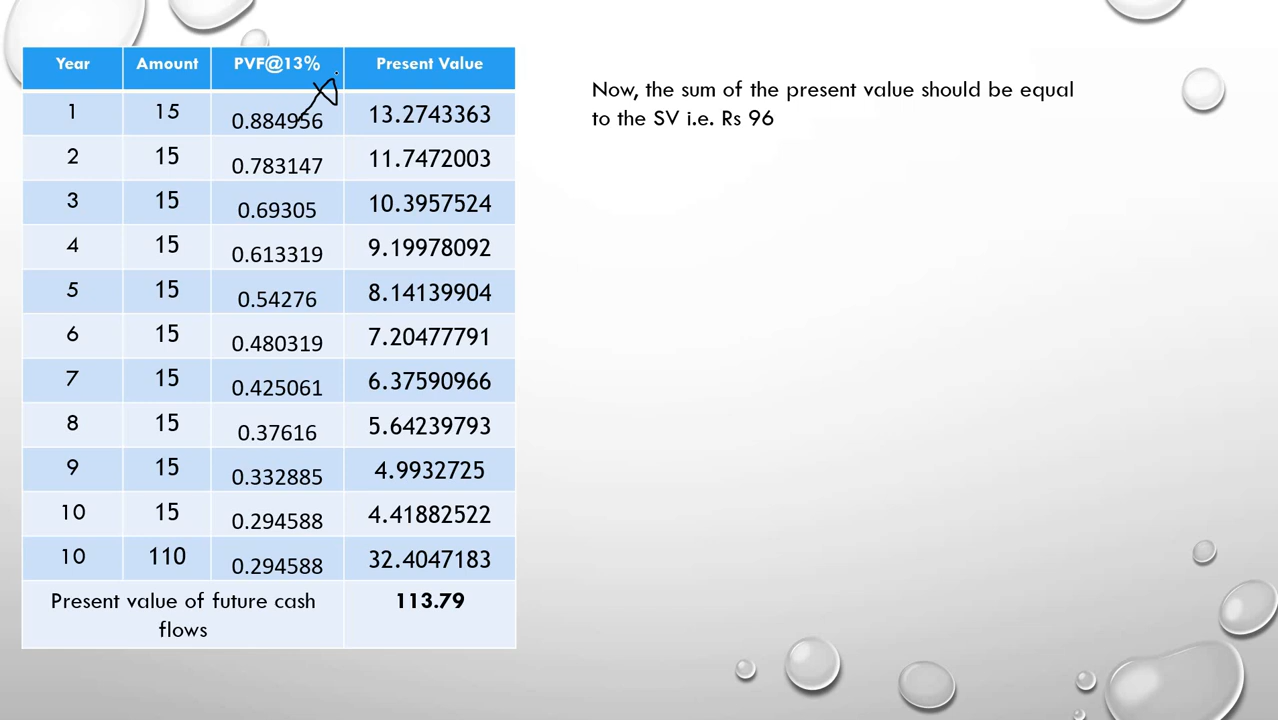 Year Amount PVF@13% Present Value
1 15 0.884956 13.2743363
2 15 0.783147 11.7472003
3 15 0.69305 10.3957524
4 15 0.613319 9.19978092
5 15 0.54276 8.14139904
6 15 0.480319 7.20477791
7 15 0.425061 6.37590966
8 15 0.37616 5.64239793
9 15 0.332885 4.9932725
10 15 0.294588 4.41882522
10 110 0.294588 32.4047183
Present value of future cash 113.79
flows
Now, the sum of the present value should be equal
to the SV i.e. Rs 96